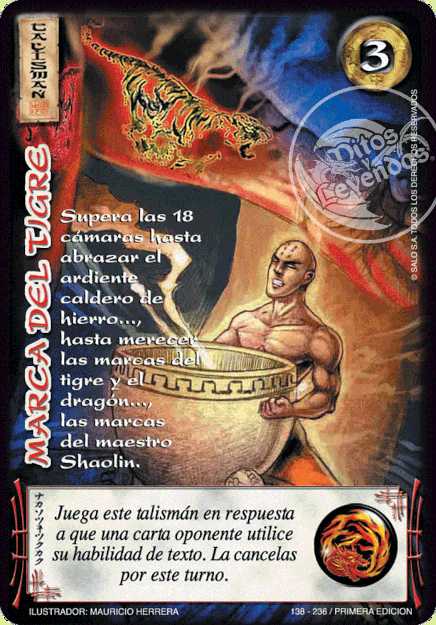 TALISMAN
3
Mitos
y
Leyendas
© SALO S.A. TODOS LOS DERECHOS RESERVADOS
MARCA DEL TIGRE
Supera las 18
cámaras hasta
abrazar el
ardiente
caldero de
hierro...,
hasta merecer
las marcas del
tigre y el
dragón...,
las marcas
del maestro
Shaolin.
Juega este talismán en respuesta
a que una carta oponente utilice
su habilidad de texto. La cancelas
por este turno.
ILUSTRADOR: MAURICIO HERRERA
138 - 236 / PRIMERA EDICION